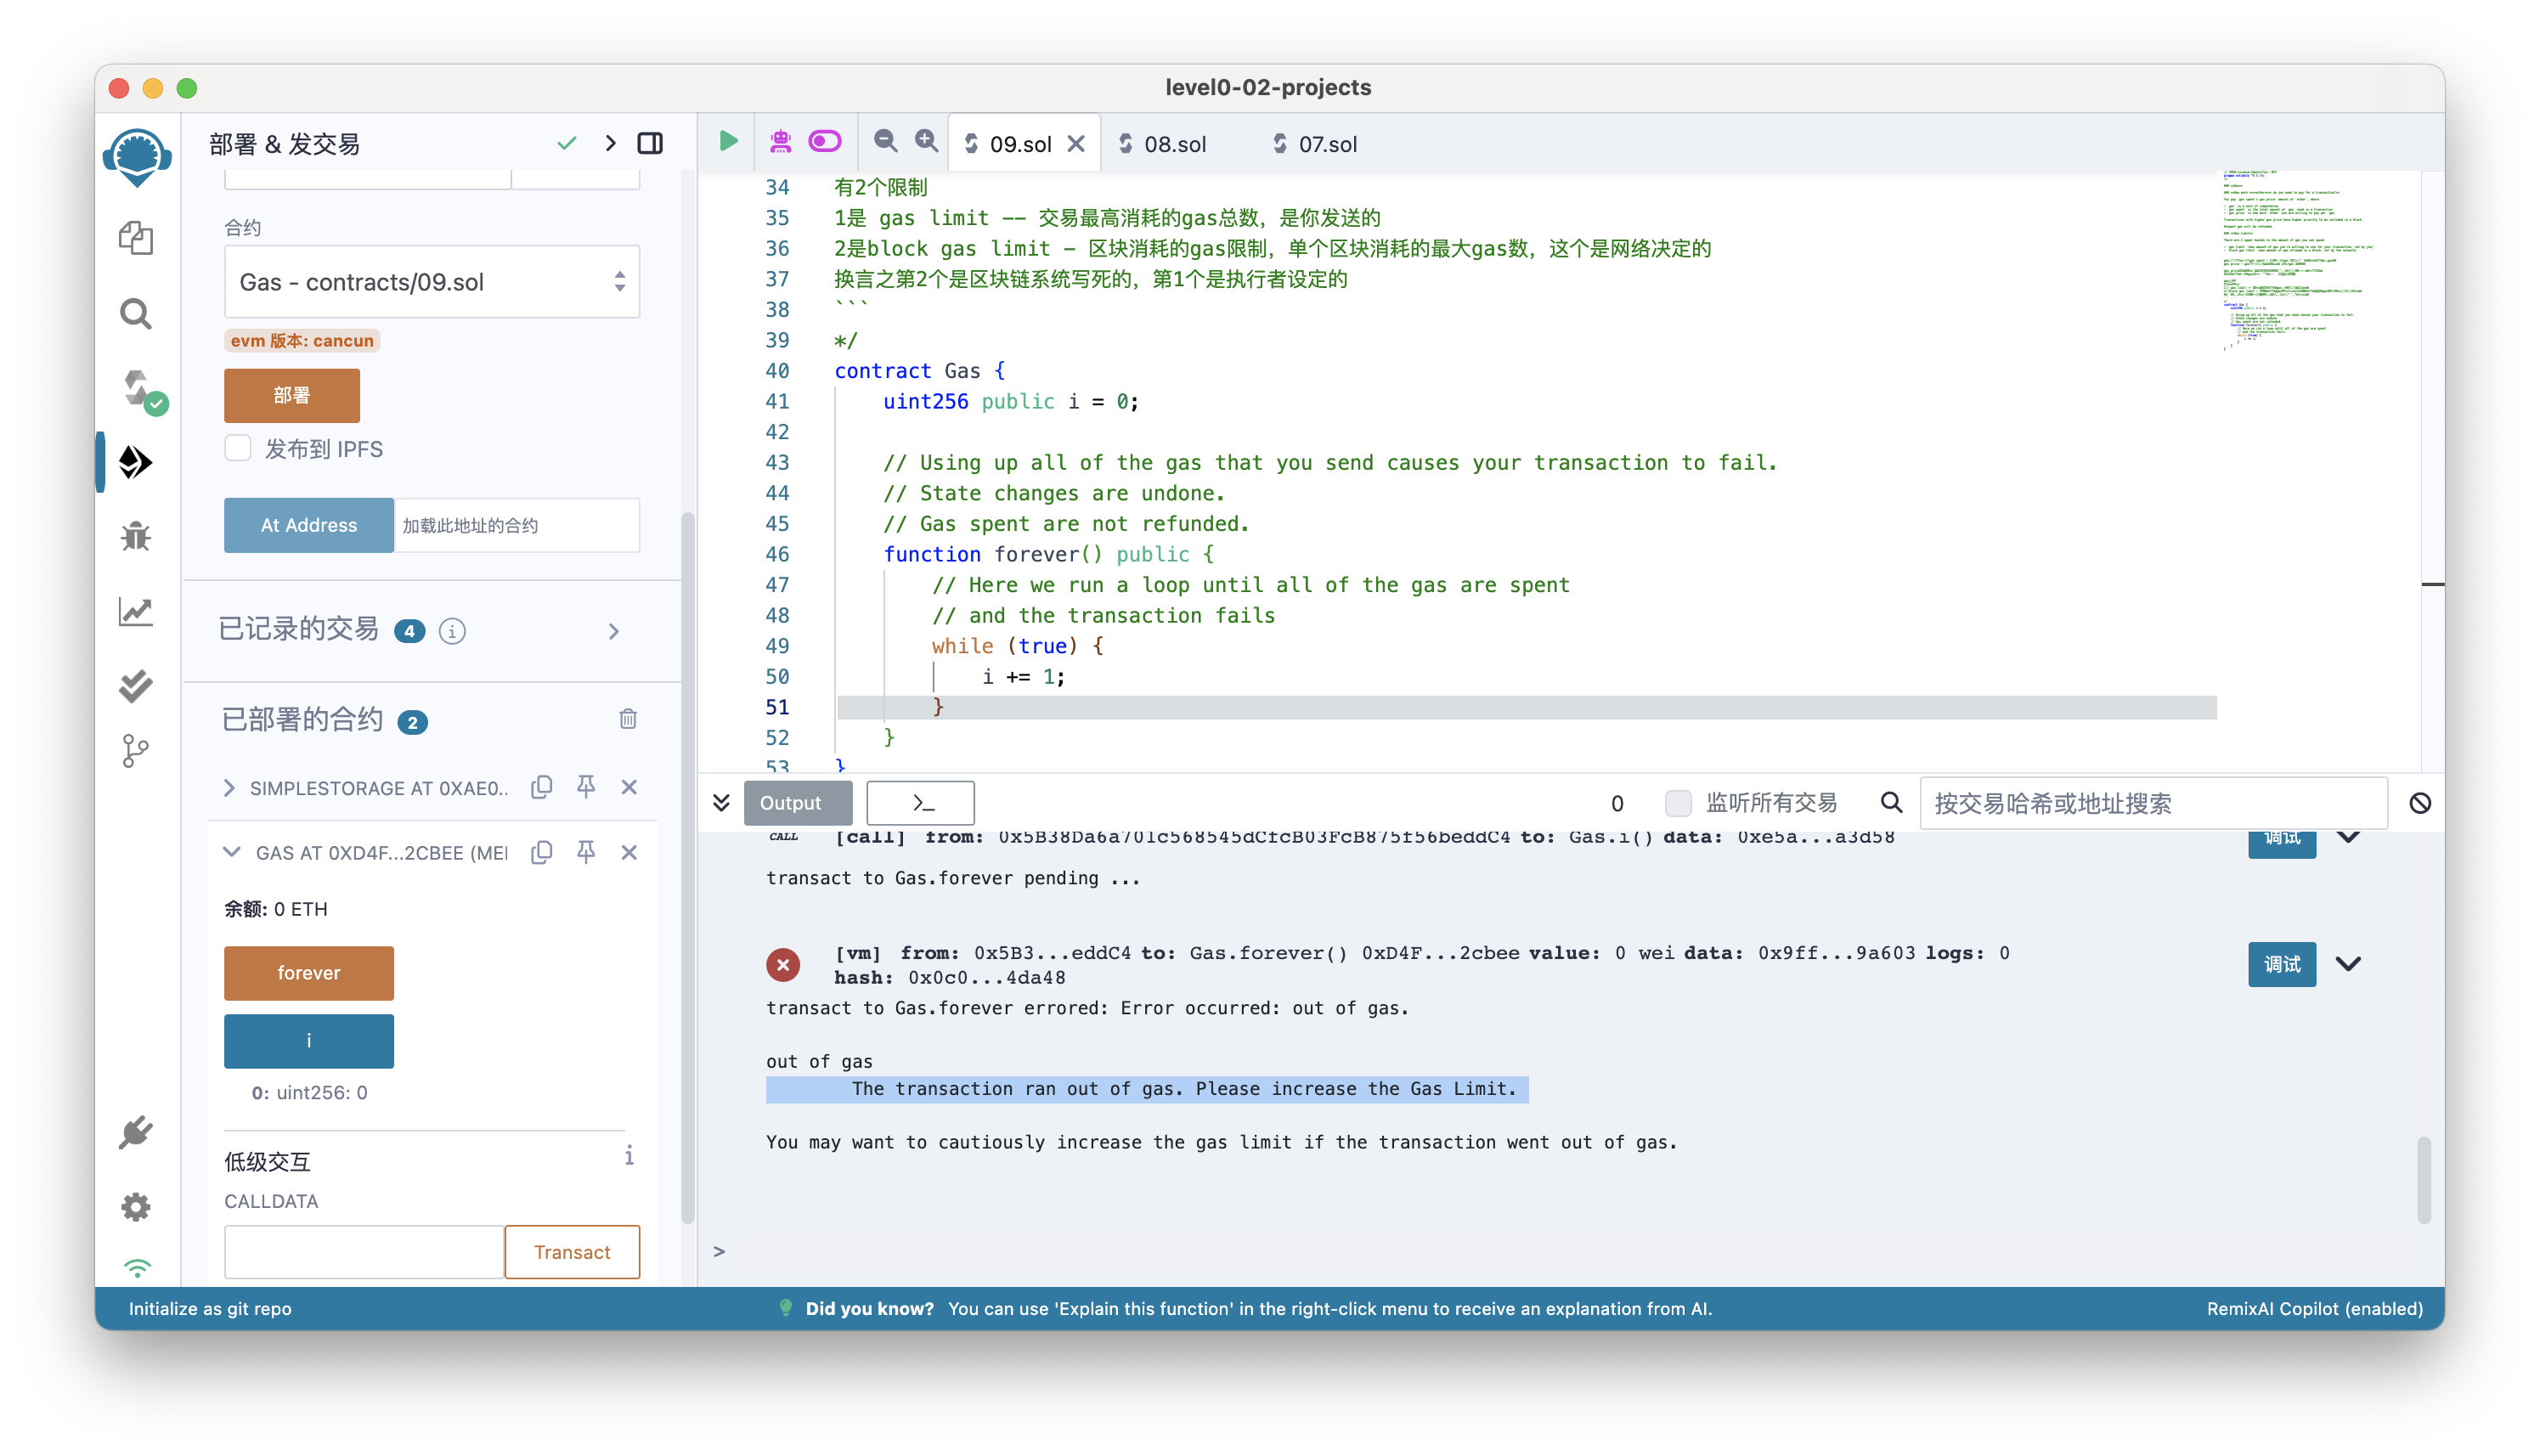 level0-02-projects
部署 & 发交易
合约
Gas - contracts/09.sol
evm 版本: cancun
部署
发布到 IPFS
At Address
加载此地址的合约
已记录的交易 4
已部署的合约 2
SIMPLESTORAGE AT 0XAE0..
GAS AT 0XD4F...2CBEE (MEI
余额: 0 ETH
forever
i
0: uint256: 0
低级交互
CALLDATA
Transact
09.sol
08.sol
07.sol
34 有2个限制
35 1是 gas limit -- 交易最高消耗的gas总数，是你发送的
36 2是block gas limit - 区块消耗的gas限制，单个区块消耗的最大gas数，这个是网络决定的
37 换言之第2个是区块链系统写死的，第1个是执行者设定的
38 ```
39 */
40 contract Gas {
41 uint256 public i = 0;
42
43 // Using up all of the gas that you send causes your transaction to fail.
44 // State changes are undone.
45 // Gas spent are not refunded.
46 function forever() public {
47 // Here we run a loop until all of the gas are spent
48 // and the transaction fails
49 while (true) {
50 i += 1;
51 }
52 }
53 }
Output
>_
0
监听所有交易
按交易哈希或地址搜索
CALL [call] from: 0x5B38Da6a701c568545dCfcB03FcB875f56beddC4 to: Gas.i() data: 0xe5a...a3d58
调试
transact to Gas.forever pending ...
[vm] from: 0x5B3...eddC4 to: Gas.forever() 0xD4F...2cbee value: 0 wei data: 0x9ff...9a603 logs: 0
hash: 0x0c0...4da48
调试
transact to Gas.forever errored: Error occurred: out of gas.
out of gas
The transaction ran out of gas. Please increase the Gas Limit.
You may want to cautiously increase the gas limit if the transaction went out of gas.
>
Initialize as git repo
Did you know? You can use 'Explain this function' in the right-click menu to receive an explanation from AI.
RemixAI Copilot (enabled)